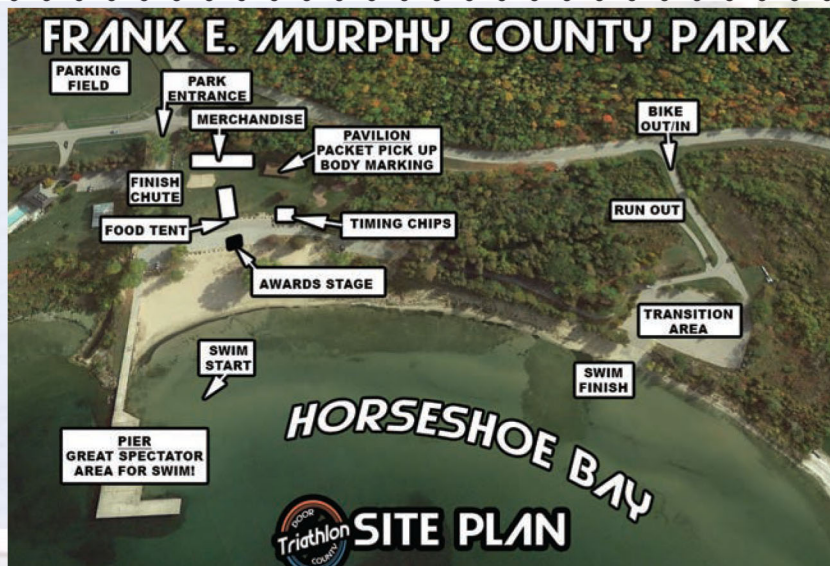 FRANK E. MURPHY COUNTY PARK
PARKING
FIELD
PARK
ENTRANCE
MERCHANDISE
PAVILION
PACKET PICK UP
BODY MARKING
BIKE
OUT/IN
FINISH
CHUTE
RUN OUT
FOOD TENT
TIMING CHIPS
AWARDS STAGE
TRANSITION
AREA
SWIM
START
SWIM
FINISH
HORSESHOE BAY
PIER
GREAT SPECTATOR
AREA FOR SWIM!
DOOR
Triathlon
COUNTY
SITE PLAN